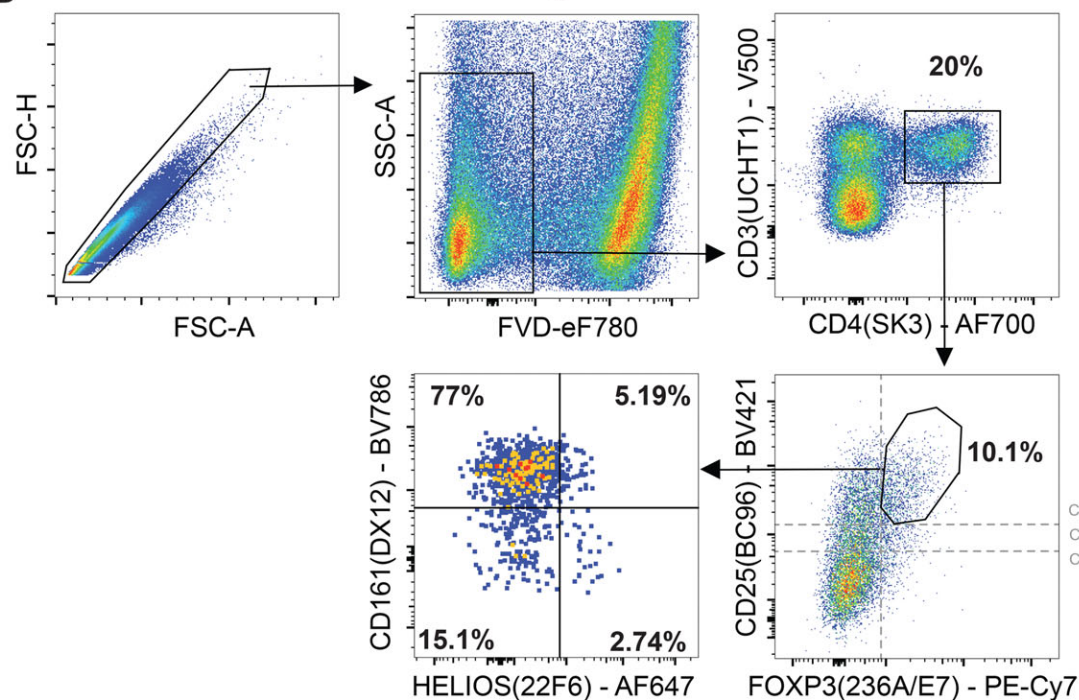 FSC-H
FSC-A
SSC-A
FVD-eF780
CD3(UCHT1) - V500
20%
CD4(SK3) - AF700
CD161(DX12) - BV786
77%
5.19%
15.1%
2.74%
HELIOS(22F6) - AF647
CD25(BC96) - BV421
10.1%
C
C
C
FOXP3(236A/E7) - PE-Cy7